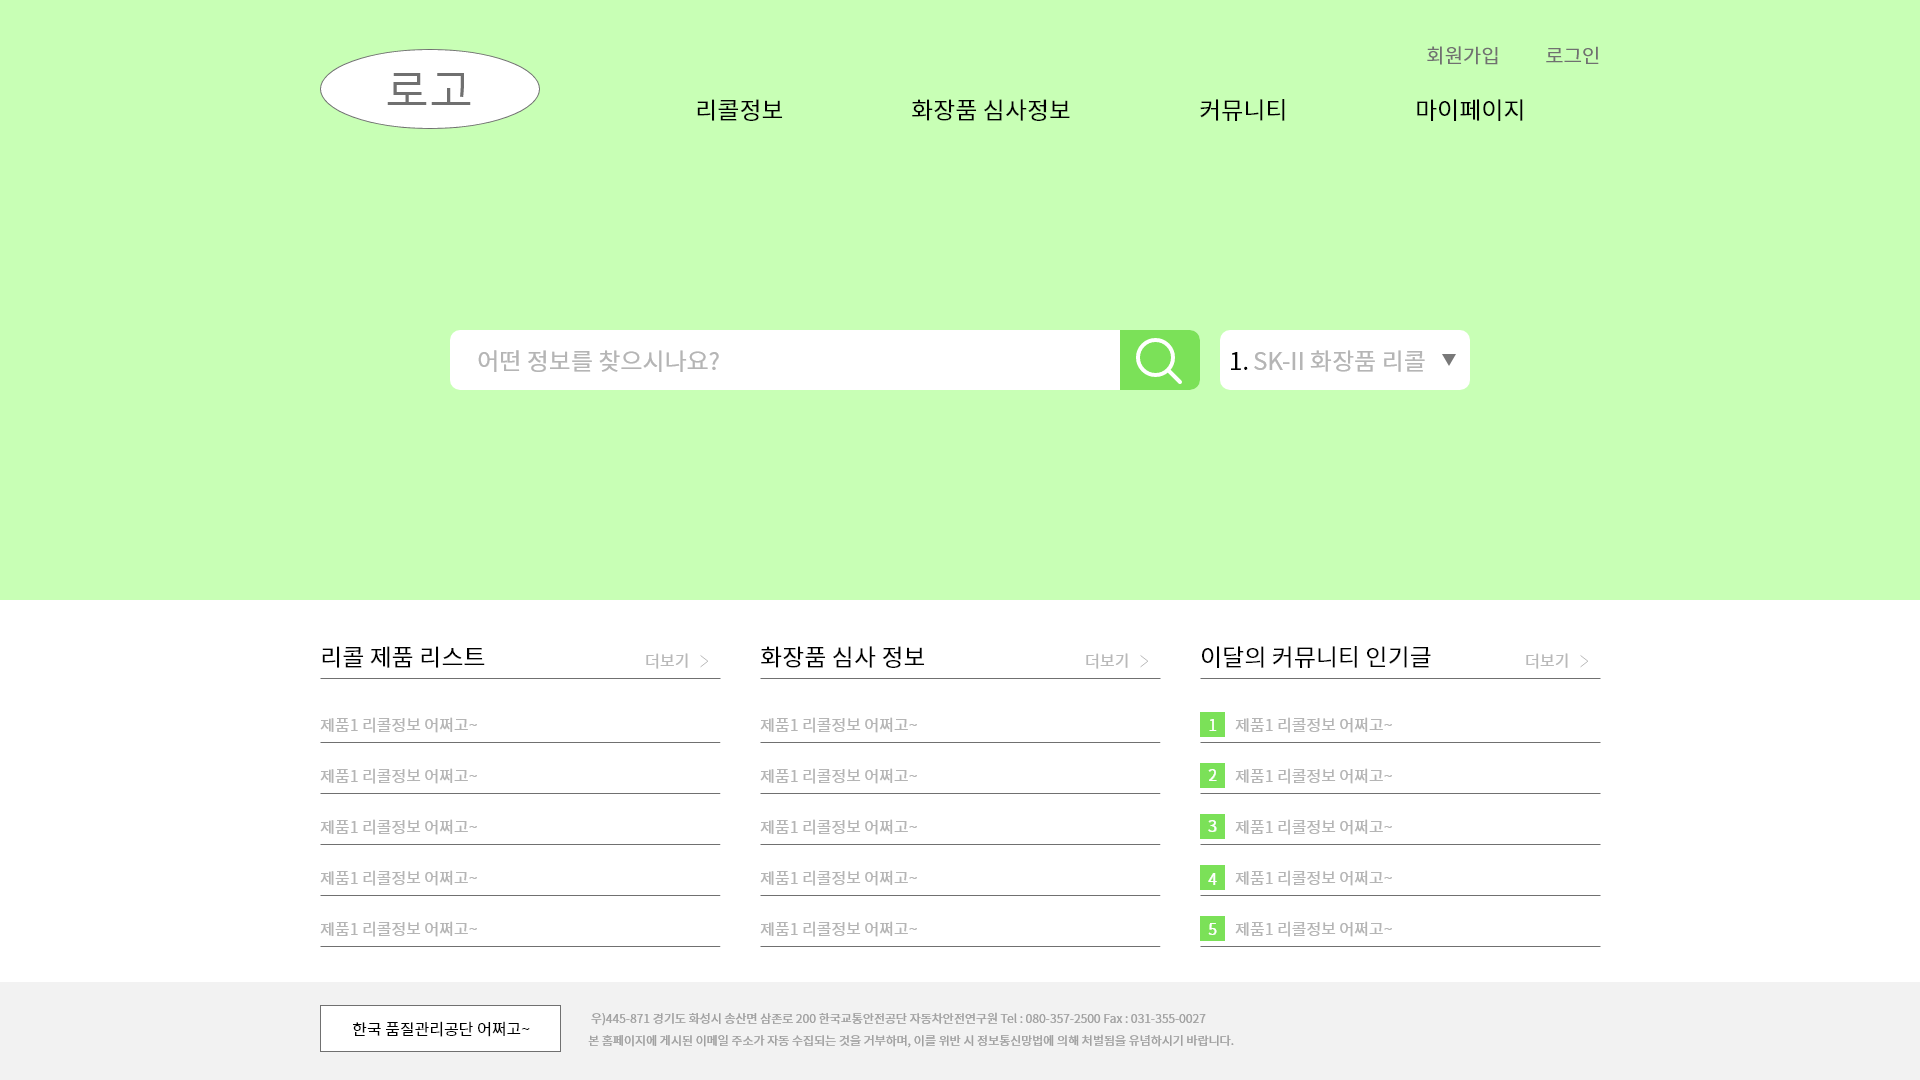 로고
회원가입 로그인
리콜정보 화장품 심사정보 커뮤니티 마이페이지
어떤 정보를 찾으시나요?
1. SK-II 화장품 리콜 ▼
리콜 제품 리스트 더보기 >
제품1 리콜정보 어쩌고~
제품1 리콜정보 어쩌고~
제품1 리콜정보 어쩌고~
제품1 리콜정보 어쩌고~
제품1 리콜정보 어쩌고~
화장품 심사 정보 더보기 >
제품1 리콜정보 어쩌고~
제품1 리콜정보 어쩌고~
제품1 리콜정보 어쩌고~
제품1 리콜정보 어쩌고~
제품1 리콜정보 어쩌고~
이달의 커뮤니티 인기글 더보기 >
1 제품1 리콜정보 어쩌고~
2 제품1 리콜정보 어쩌고~
3 제품1 리콜정보 어쩌고~
4 제품1 리콜정보 어쩌고~
5 제품1 리콜정보 어쩌고~
한국 품질관리공단 어쩌고~
우)445-871 경기도 화성시 송산면 삼존로 200 한국교통안전공단 자동차안전연구원 Tel : 080-357-2500 Fax : 031-355-0027
본 홈페이지에 게시된 이메일 주소가 자동 수집되는 것을 거부하며, 이를 위반 시 정보통신망법에 의해 처벌됨을 유념하시기 바랍니다.